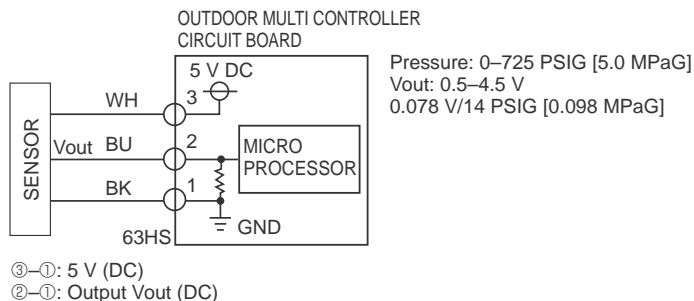 OUTDOOR MULTI CONTROLLER
CIRCUIT BOARD
Pressure: 0–725 PSIG [5.0 MPaG]
Vout: 0.5–4.5 V
0.078 V/14 PSIG [0.098 MPaG]
5 V DC
WH
3
SENSOR
Vout BU
2
MICRO
PROCESSOR
BK
1
GND
63HS
③–①: 5 V (DC)
②–①: Output Vout (DC)